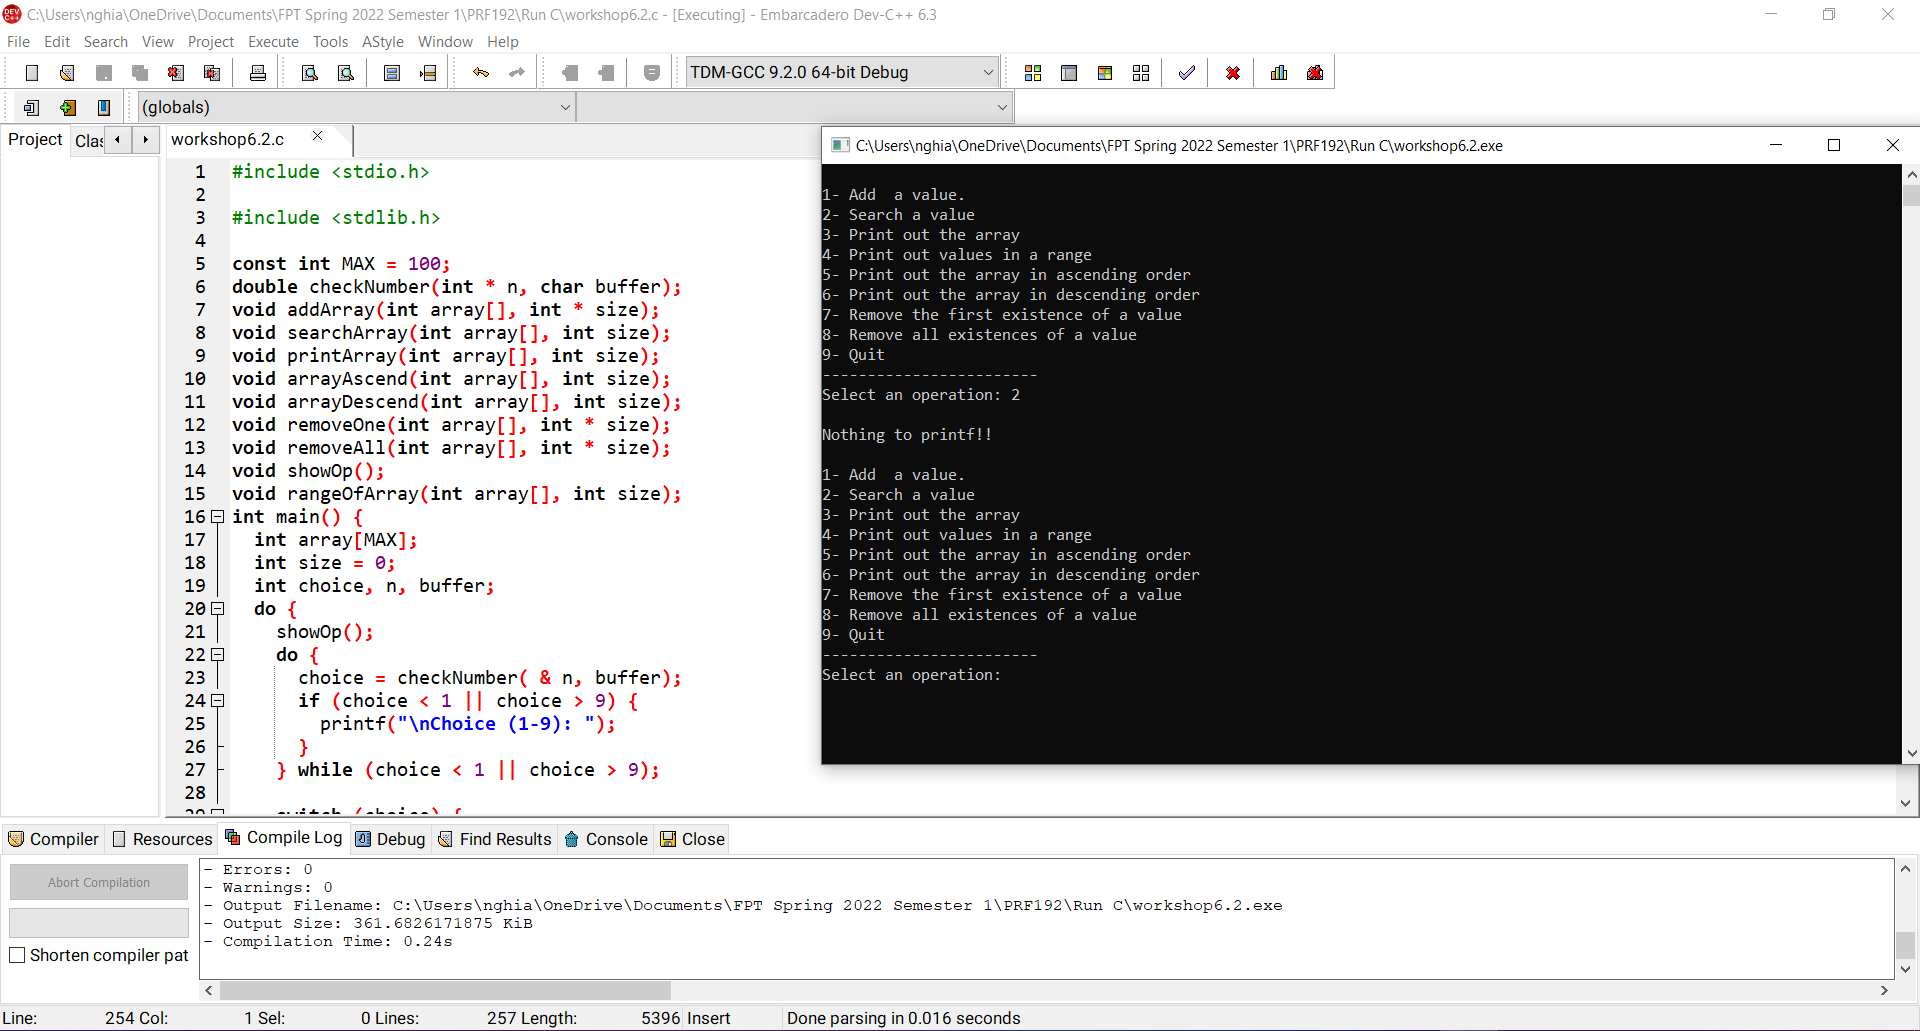 C:\Users\nghia\OneDrive\Documents\FPT Spring 2022 Semester 1\PRF192\Run C\workshop6.2.c - [Executing] - Embarcadero Dev-C++ 6.3
File Edit Search View Project Execute Tools AStyle Window Help
TDM-GCC 9.2.0 64-bit Debug
(globals)
Project Clas
workshop6.2.c
1 #include <stdio.h>
2
3 #include <stdlib.h>
4
5 const int MAX = 100;
6 double checkNumber(int * n, char buffer);
7 void addArray(int array[], int * size);
8 void searchArray(int array[], int size);
9 void printArray(int array[], int size);
10 void arrayAscend(int array[], int size);
11 void arrayDescend(int array[], int size);
12 void removeOne(int array[], int * size);
13 void removeAll(int array[], int * size);
14 void showOp();
15 void rangeOfArray(int array[], int size);
16 int main() {
17 int array[MAX];
18 int size = 0;
19 int choice, n, buffer;
20 do {
21 showOp();
22 do {
23 choice = checkNumber( & n, buffer);
24 if (choice < 1 || choice > 9) {
25 printf("\nChoice (1-9): ");
26 }
27 } while (choice < 1 || choice > 9);
28
29 switch (choice) {
C:\Users\nghia\OneDrive\Documents\FPT Spring 2022 Semester 1\PRF192\Run C\workshop6.2.exe
1- Add  a value.
2- Search a value
3- Print out the array
4- Print out values in a range
5- Print out the array in ascending order
6- Print out the array in descending order
7- Remove the first existence of a value
8- Remove all existences of a value
9- Quit
------------------------
Select an operation: 2
Nothing to printf!!
1- Add  a value.
2- Search a value
3- Print out the array
4- Print out values in a range
5- Print out the array in ascending order
6- Print out the array in descending order
7- Remove the first existence of a value
8- Remove all existences of a value
9- Quit
------------------------
Select an operation:
Compiler Resources Compile Log Debug Find Results Console Close
Abort Compilation
Shorten compiler pat
- Errors: 0
- Warnings: 0
- Output Filename: C:\Users\nghia\OneDrive\Documents\FPT Spring 2022 Semester 1\PRF192\Run C\workshop6.2.exe
- Output Size: 361.6826171875 KiB
- Compilation Time: 0.24s
Line: 254 Col: 1 Sel: 0 Lines: 257 Length: 5396 Insert Done parsing in 0.016 seconds